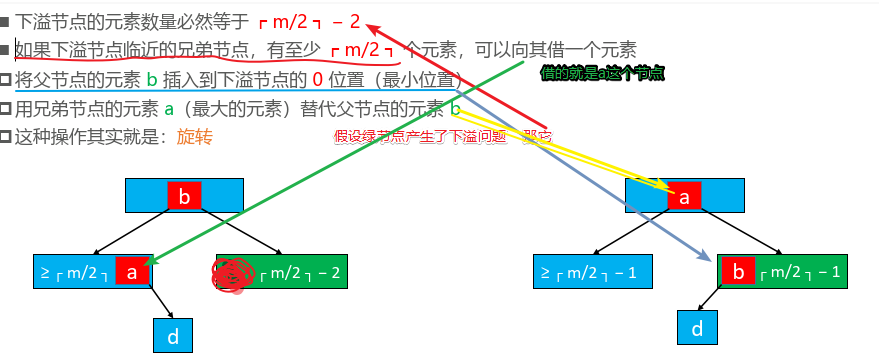 下溢节点的元素数量必然等于 ┌ m/2 ┐ − 2
如果下溢节点临近的兄弟节点，有至少 ┌ m/2 ┐ 个元素，可以向其借一个元素
借的就是a这个节点
将父节点的元素 b 插入到下溢节点的 0 位置（最小位置）
用兄弟节点的元素 a（最大的元素）替代父节点的元素 b
这种操作其实就是：旋转
假设绿节点产生了下溢问题 那它
b
a
≥ ┌ m/2 ┐ a
┌ m/2 ┐ − 2
≥ ┌ m/2 ┐ − 1
b ┌ m/2 ┐ − 1
d
d